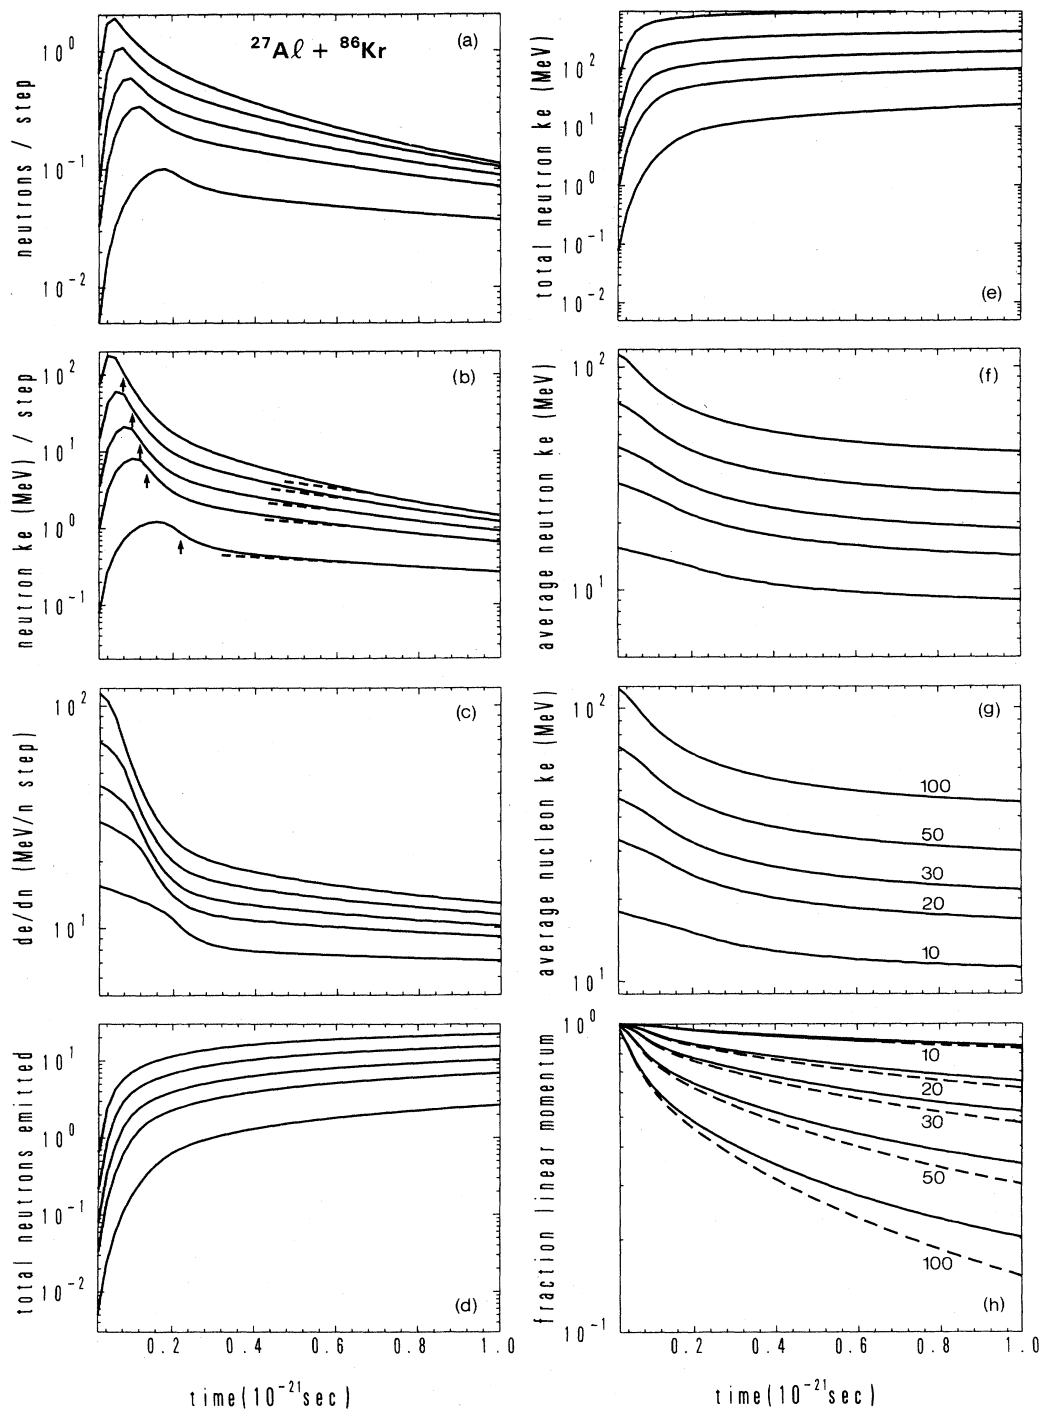 ²⁷Aℓ + ⁸⁶Kr
(a)
neutrons / step
10⁰
10⁻¹
10⁻²
(b)
neutron ke (MeV) / step
10²
10¹
10⁰
10⁻¹
(c)
de/dn (MeV/n step)
10²
10¹
(d)
total neutrons emitted
10¹
10⁰
10⁻¹
10⁻²
0.2
0.4
0.6
0.8
1.0
time(10⁻²¹sec)
(e)
total neutron ke (MeV)
10²
10¹
10⁰
10⁻¹
10⁻²
(f)
average neutron ke (MeV)
10²
10¹
(g)
average nucleon ke (MeV)
10²
10¹
100
50
30
20
10
(h)
fraction linear momentum
10⁰
10⁻¹
10
20
30
50
100
0.2
0.4
0.6
0.8
1.0
time(10⁻²¹sec)